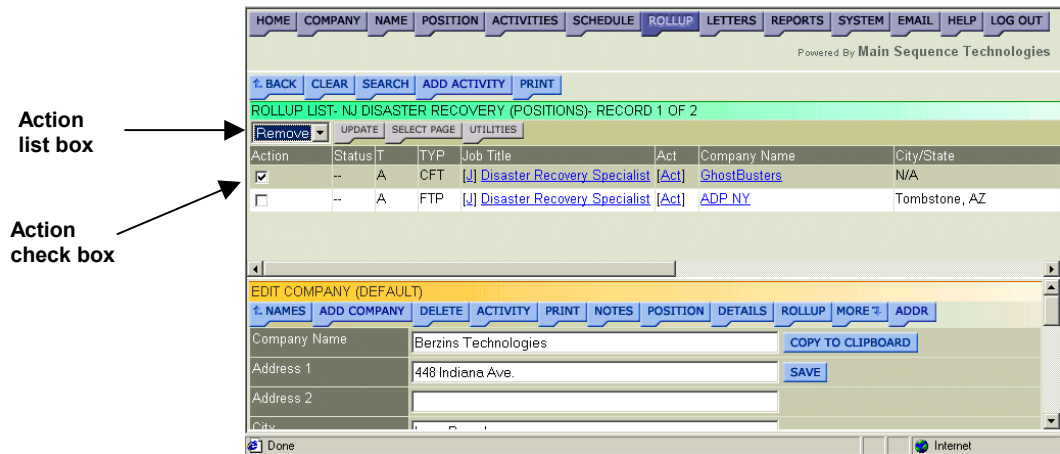 HOME COMPANY NAME POSITION ACTIVITIES SCHEDULE ROLLUP LETTERS REPORTS SYSTEM EMAIL HELP LOG OUT
Powered By Main Sequence Technologies
BACK CLEAR SEARCH ADD ACTIVITY PRINT
ROLLUP LIST- NJ DISASTER RECOVERY (POSITIONS)- RECORD 1 OF 2
Action list box
Remove UPDATE SELECT PAGE UTILITIES
Action Status T TYP Job Title Act Company Name City/State
-- A CFT [J] Disaster Recovery Specialist [Act] GhostBusters N/A
-- A FTP [J] Disaster Recovery Specialist [Act] ADP NY Tombstone, AZ
Action check box
EDIT COMPANY (DEFAULT)
NAMES ADD COMPANY DELETE ACTIVITY PRINT NOTES POSITION DETAILS ROLLUP MORE ADDR
Company Name Berzins Technologies COPY TO CLIPBOARD
Address 1 448 Indiana Ave. SAVE
Address 2
City
Done Internet